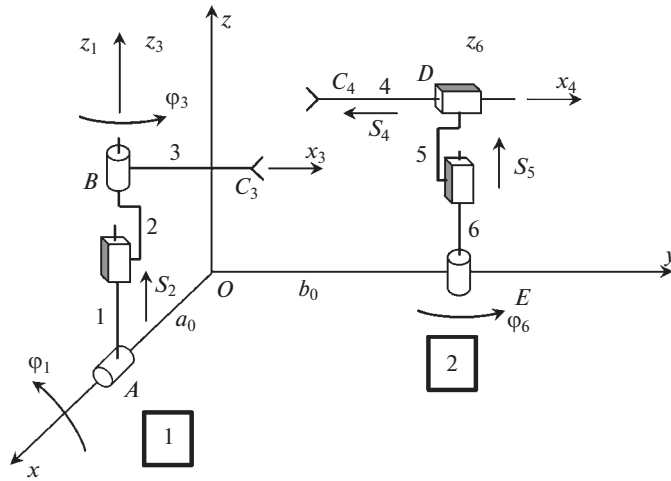 z₁ z₃
z
z₆
φ₃
C₄ 4
D
x₄
S₄
3
x₃
5
S₅
B
C₃
2
6
S₂
O
b₀
y
1
a₀
E
φ₆
φ₁
A
2
1
x